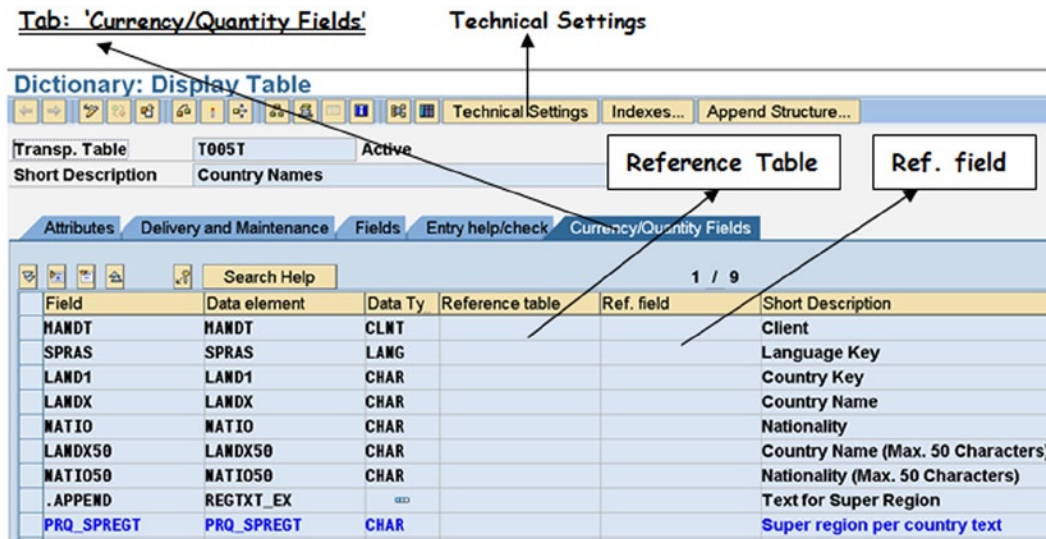 Tab: 'Currency/Quantity Fields' Technical Settings
Dictionary: Display Table
Technical Settings Indexes... Append Structure...
Transp. Table T005T Active
Short Description Country Names
Reference Table Ref. field
Attributes Delivery and Maintenance Fields Entry help/check Currency/Quantity Fields
Search Help 1 / 9
Field Data element Data Ty Reference table Ref. field Short Description
MANDT MANDT CLNT Client
SPRAS SPRAS LANG Language Key
LAND1 LAND1 CHAR Country Key
LANDX LANDX CHAR Country Name
NATIO NATIO CHAR Nationality
LANDX50 LANDX50 CHAR Country Name (Max. 50 Characters)
NATIO50 NATIO50 CHAR Nationality (Max. 50 Characters)
.APPEND REGTXT_EX Text for Super Region
PRQ_SPREGT PRQ_SPREGT CHAR Super region per country text